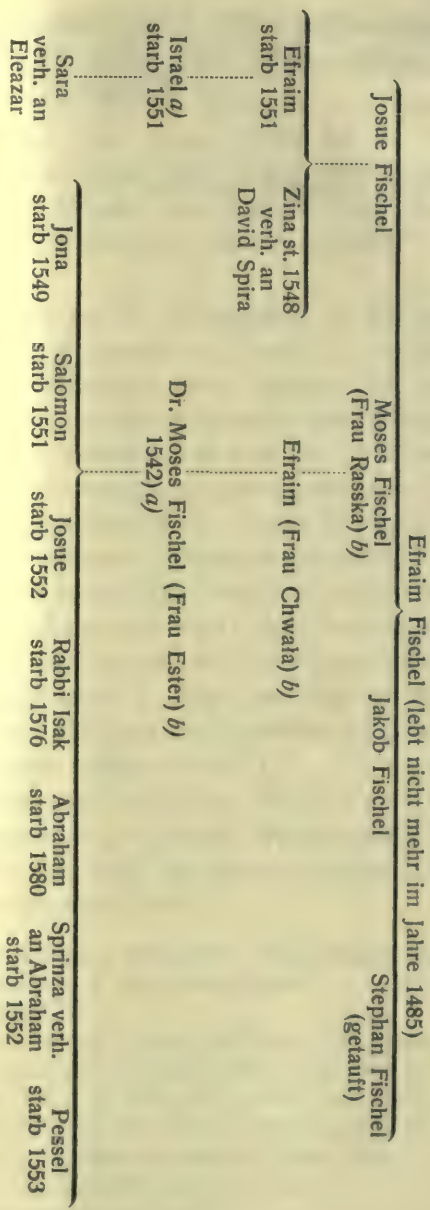 Efraim Fischel (lebt nicht mehr im Jahre 1485)
Josue Fischel
Moses Fischel
(Frau Rasska) b)
Jakob Fischel
Stephan Fischel
(getauft)
Efraim
starb 1551
Zina st. 1548
verh. an
David Spira
Efraim (Frau Chwała) b)
Israel a)
starb 1551
Dr. Moses Fischel (Frau Ester) b)
1542) a)
Sara
verh. an
Eleazar
Jona
starb 1549
Salomon
starb 1551
Josue
starb 1552
Rabbi Isak
starb 1576
Abraham
starb 1580
Sprinza verh.
an Abraham
starb 1552
Pessel
starb 1553